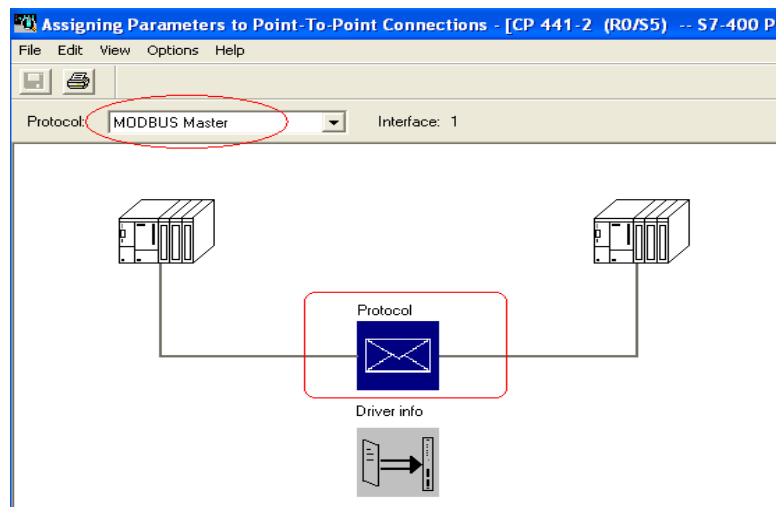 Assigning Parameters to Point-To-Point Connections - [CP 441-2 (R0/S5) -- S7-400 P
File Edit View Options Help
Protocol: MODBUS Master Interface: 1
Protocol
Driver info